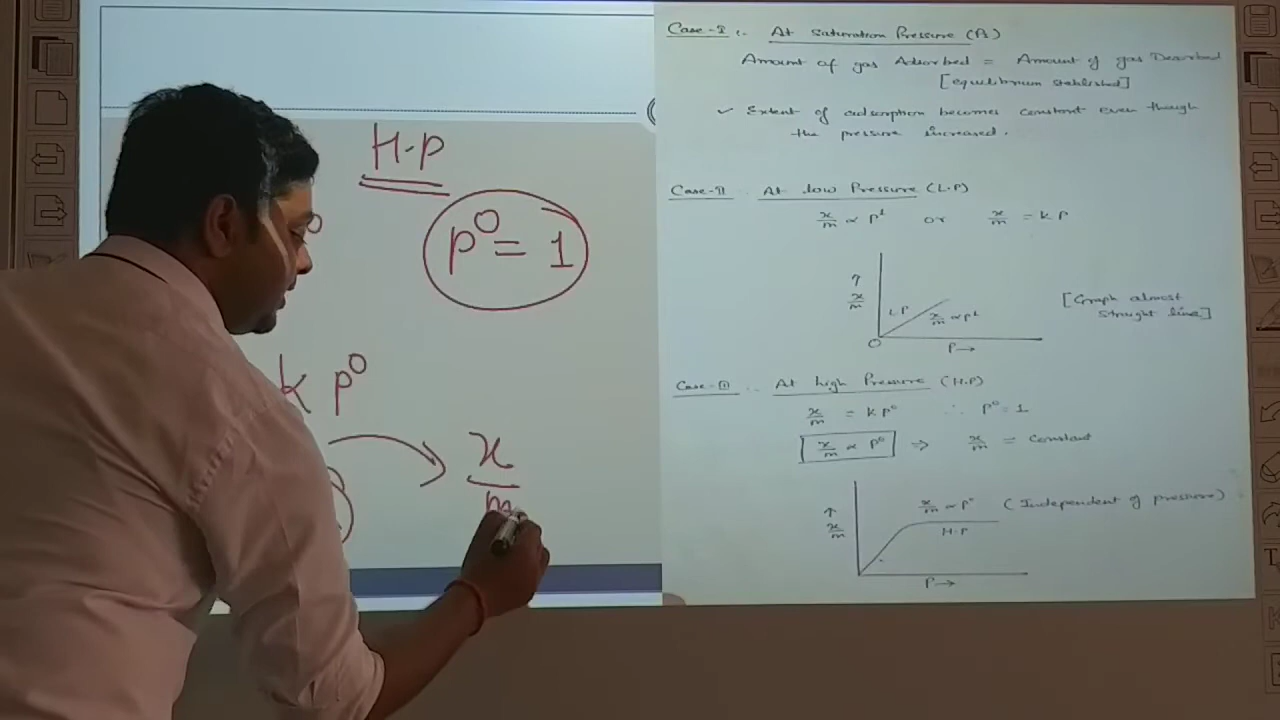 H.P
P⁰ = 1
k P⁰
x
m
Case-I :. At saturation Pressure (Ps)
Amount of gas Adsorbed = Amount of gas Desorbed
[equilibrium stablished]
✓ Extent of adsorption becomes constant even though
the pressure increased.
Case-II :. At low Pressure (L.P)
x/m ∝ P¹ or x/m = k P
↑ x/m
L P
x/m ∝ P¹
O
P→
[Graph almost
straight line]
Case-III :. At high Pressure (H.P)
x/m = k P⁰ ∴ P⁰ = 1
x/m ∝ P⁰ ⇒ x/m = Constant
↑ x/m
x/m ∝ P⁰ (Independent of pressure)
H.P
P→